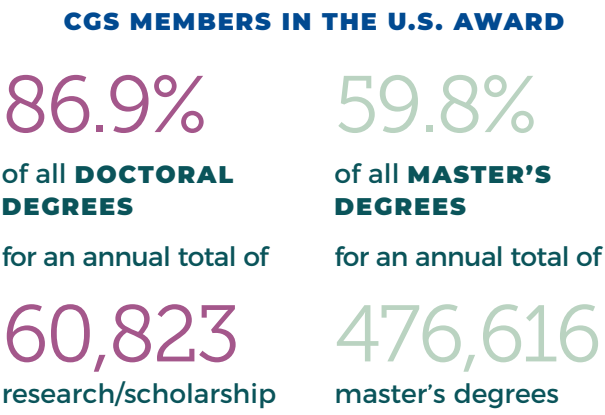 CGS MEMBERS IN THE U.S. AWARD
86.9%
of all DOCTORAL
DEGREES
for an annual total of
60,823
research/scholarship
59.8%
of all MASTER’S
DEGREES
for an annual total of
476,616
master’s degrees